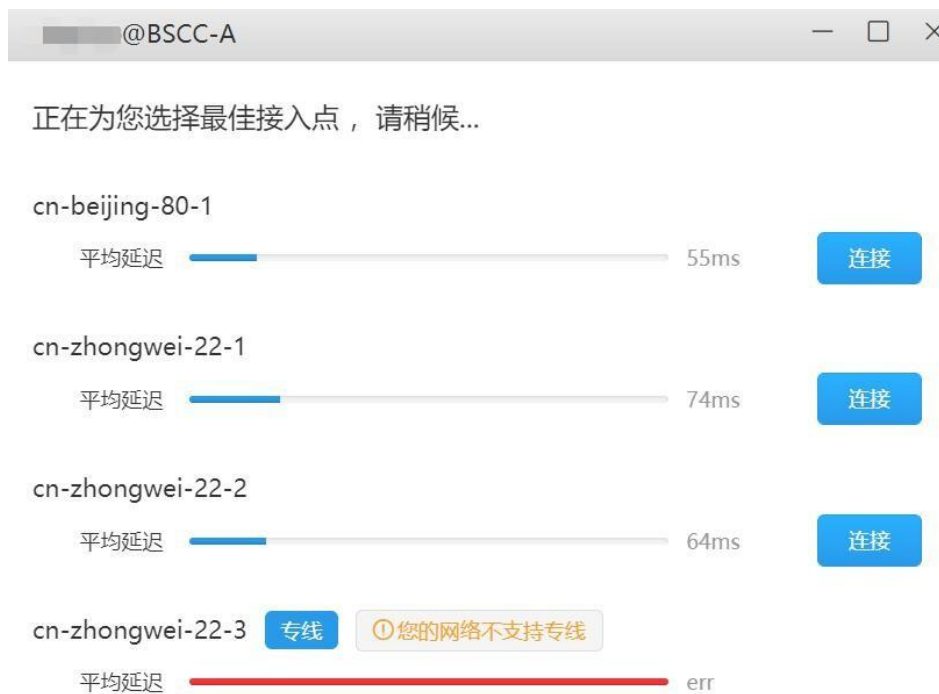 @BSCC-A
正在为您选择最佳接入点，请稍候...
cn-beijing-80-1
平均延迟 55ms 连接
cn-zhongwei-22-1
平均延迟 74ms 连接
cn-zhongwei-22-2
平均延迟 64ms 连接
cn-zhongwei-22-3 专线 您的网络不支持专线
平均延迟 err